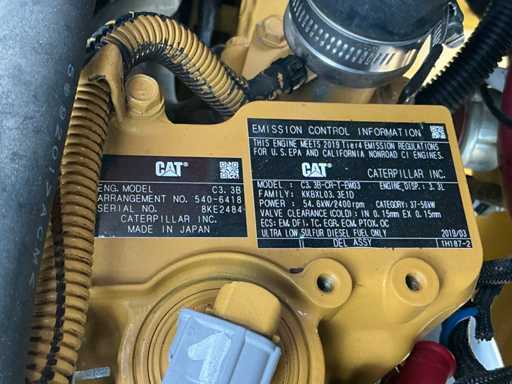 CAT
ENG. MODEL C3.3B
ARRANGEMENT NO. 540-6418
SERIAL NO. 8KE2484
CATERPILLAR INC.
MADE IN JAPAN
EMISSION CONTROL INFORMATION
THIS ENGINE MEETS 2019 Tier4 EMISSION REGULATIONS
FOR U.S. EPA AND CALIFORNIA NONROAD CI ENGINES.
CAT CATERPILLAR INC.
MODEL : C3.3B-CR-T-EW03 ENGINE DISP. : 3.3L
FAMILY: KKBXL03.3E1D
POWER : 54.6kW/2400rpm CATEGORY: 37-56kW
VALVE CLEARANCE(COLD) : IN 0.15mm EX 0.15mm
ECS: EM, DFI, TC, EGR, ECM, PTOX, OC
ULTRA LOW SULFUR DIESEL FUEL ONLY 2019/03
DEL ASSY 1H187-2
1